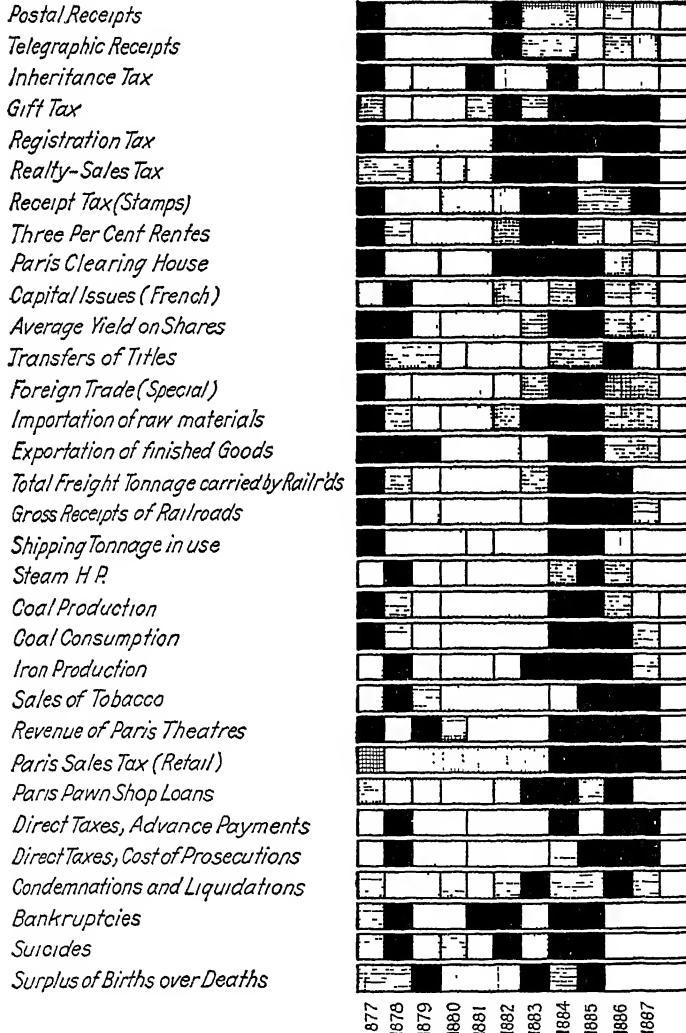 Postal Receipts
Telegraphic Receipts
Inheritance Tax
Gift Tax
Registration Tax
Realty-Sales Tax
Receipt Tax (Stamps)
Three Per Cent Rentes
Paris Clearing House
Capital Issues (French)
Average Yield on Shares
Transfers of Titles
Foreign Trade (Special)
Importation of raw materials
Exportation of finished Goods
Total Freight Tonnage carried by Railr'ds
Gross Receipts of Railroads
Shipping Tonnage in use
Steam H P.
Coal Production
Coal Consumption
Iron Production
Sales of Tobacco
Revenue of Paris Theatres
Paris Sales Tax (Retail)
Paris Pawn Shop Loans
Direct Taxes, Advance Payments
Direct Taxes, Cost of Prosecutions
Condemnations and Liquidations
Bankruptcies
Suicides
Surplus of Births over Deaths
877 1878 1879 1880 1881 1882 1883 1884 1885 1886 1887